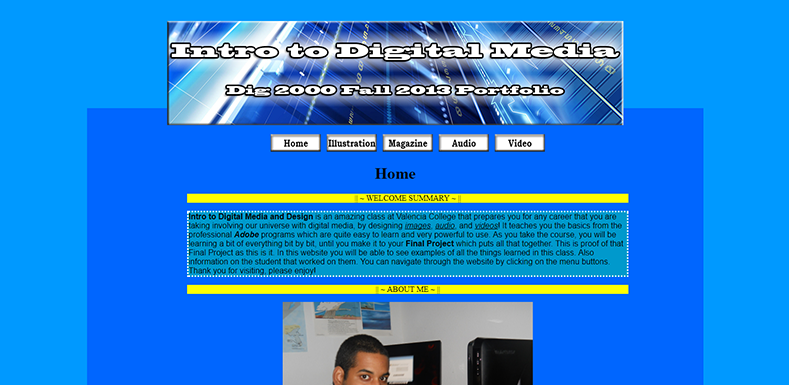 Intro to Digital Media
Dig 2000 Fall 2013 Portfolio
Home Illustration Magazine Audio Video
Home
|| ~ WELCOME SUMMARY ~ ||
Intro to Digital Media and Design is an amazing class at Valencia College that prepares you for any career that you are
taking involving our universe with digital media, by designing images, audio, and videos! It teaches you the basics from the
professional Adobe programs which are quite easy to learn and very powerful to use. As you take the course, you will be
learning a bit of everything bit by bit, until you make it to your Final Project which puts all that together. This is proof of that
Final Project as this is it. In this website you will be able to see examples of all the things learned in this class. Also
information on the student that worked on them. You can navigate through the website by clicking on the menu buttons.
Thank you for visiting, please enjoy!
|| ~ ABOUT ME ~ ||